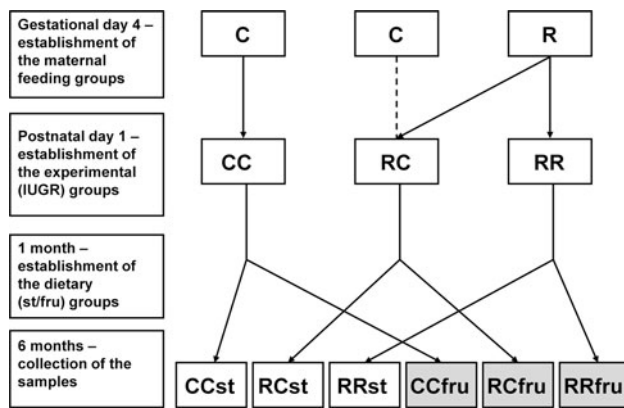 Gestational day 4 –
establishment of
the maternal
feeding groups
C
C
R
Postnatal day 1 –
establishment of
the experimental
(IUGR) groups
CC
RC
RR
1 month –
establishment of
the dietary
(st/fru) groups
6 months –
collection of the
samples
CCst
RCst
RRst
CCfru
RCfru
RRfru